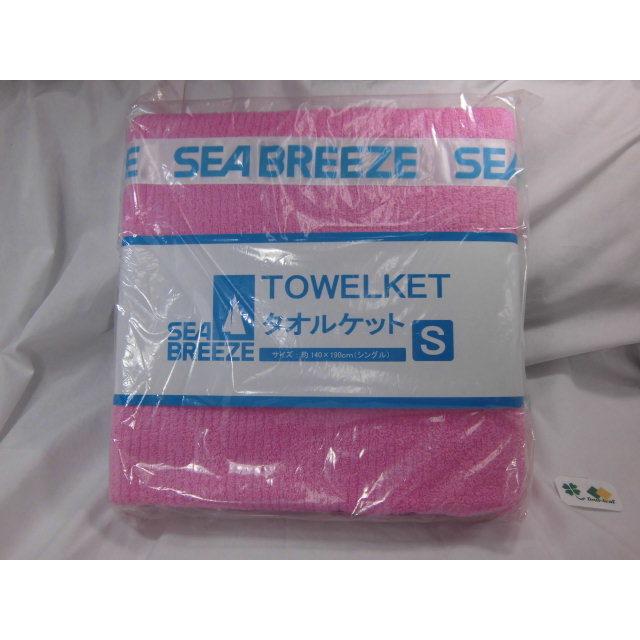 E SEA BREEZE SEA
TOWELKET
タオルケット S
SEA
BREEZE
サイズ：約140×190cm(シングル)